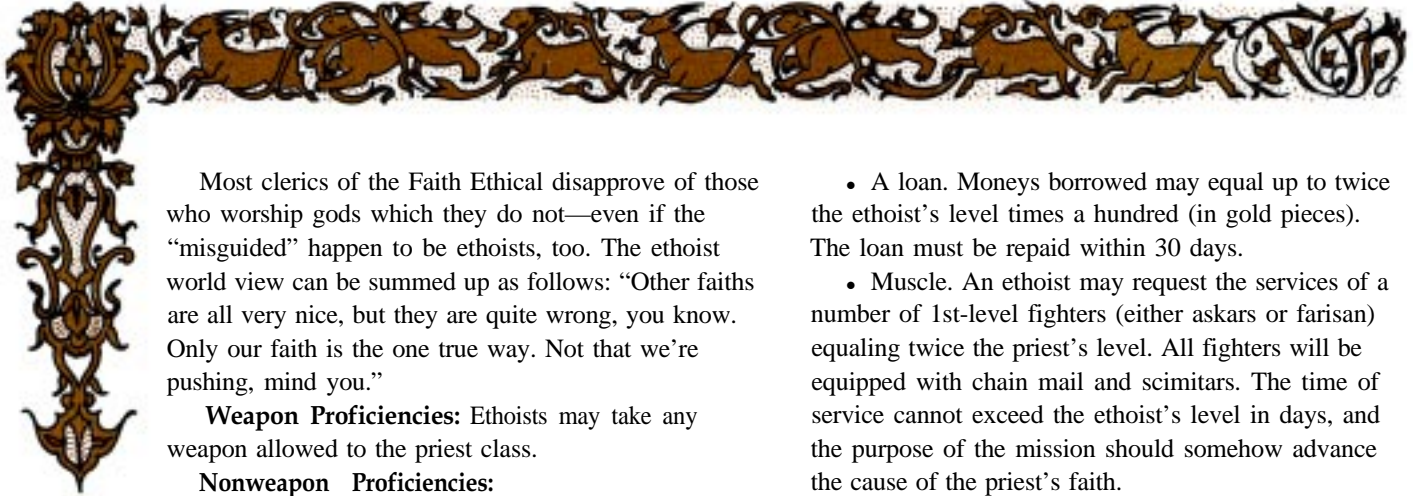 Most clerics of the Faith Ethical disapprove of those
who worship gods which they do not—even if the
“misguided” happen to be ethoists, too. The ethoist
world view can be summed up as follows: “Other faiths
are all very nice, but they are quite wrong, you know.
Only our faith is the one true way. Not that we’re
pushing, mind you.”
Weapon Proficiencies: Ethoists may take any
weapon allowed to the priest class.
Nonweapon Proficiencies:
• A loan. Moneys borrowed may equal up to twice
the ethoist’s level times a hundred (in gold pieces).
The loan must be repaid within 30 days.
• Muscle. An ethoist may request the services of a
number of 1st-level fighters (either askars or farisan)
equaling twice the priest’s level. All fighters will be
equipped with chain mail and scimitars. The time of
service cannot exceed the ethoist’s level in days, and
the purpose of the mission should somehow advance
the cause of the priest’s faith.